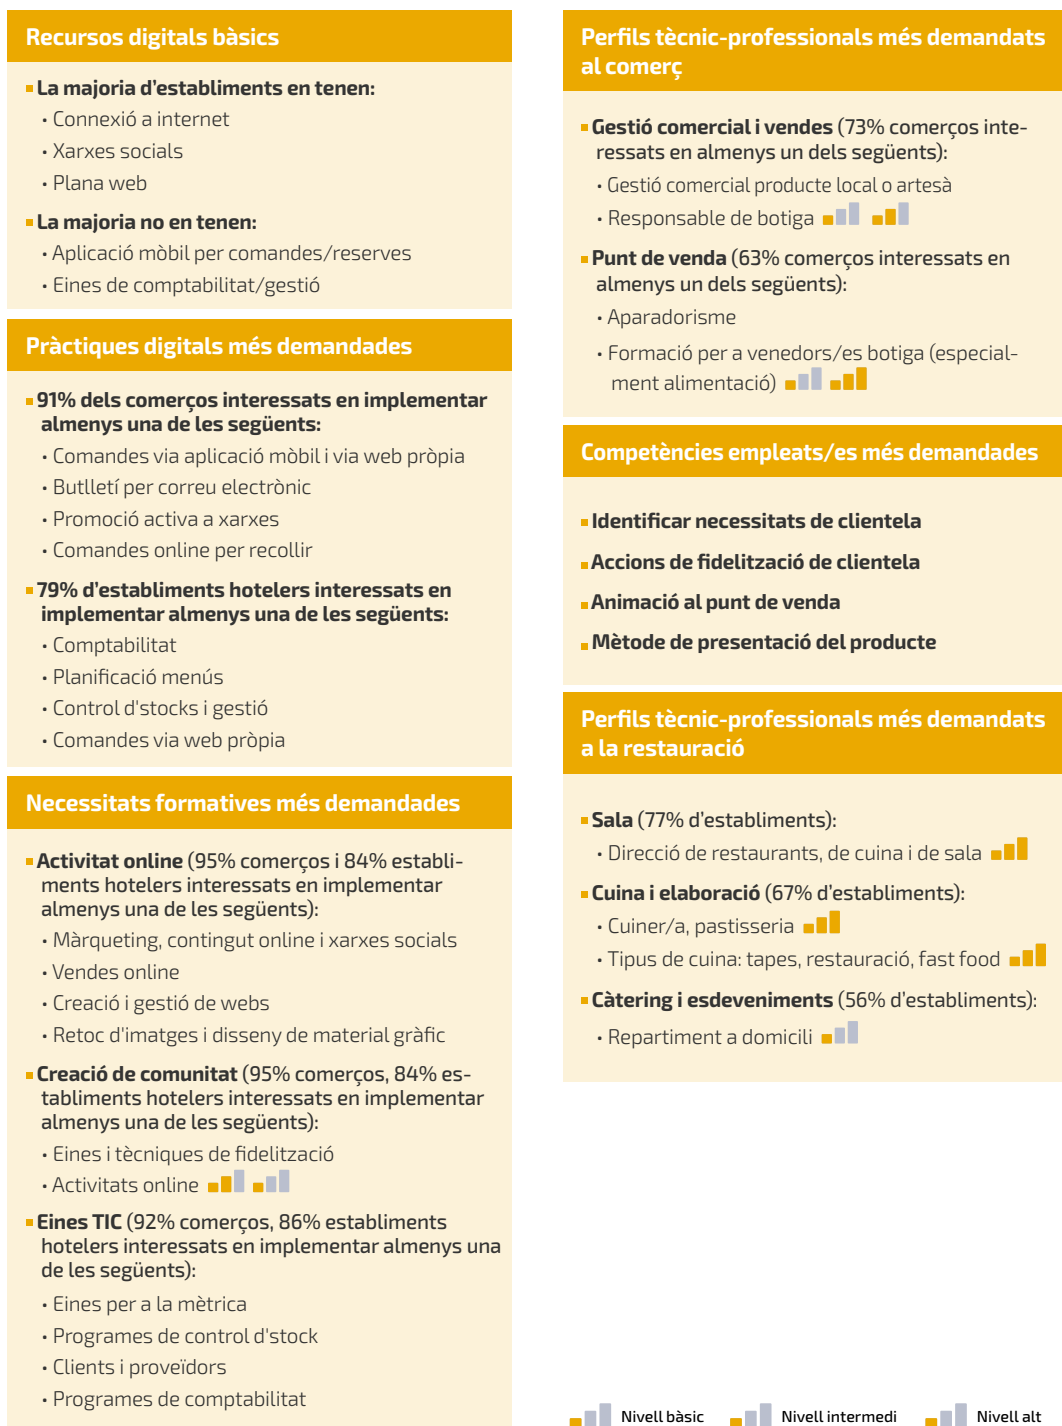 Recursos digitals bàsics
La majoria d’establiments en tenen:
• Connexió a internet
• Xarxes socials
• Plana web
La majoria no en tenen:
• Aplicació mòbil per comandes/reserves
• Eines de comptabilitat/gestió
Pràctiques digitals més demandades
91% dels comerços interessats en implementar
almenys una de les següents:
• Comandes via aplicació mòbil i via web pròpia
• Butlletí per correu electrònic
• Promoció activa a xarxes
• Comandes online per recollir
79% d’establiments hotelers interessats en
implementar almenys una de les següents:
• Comptabilitat
• Planificació menús
• Control d'stocks i gestió
• Comandes via web pròpia
Necessitats formatives més demandades
Activitat online (95% comerços i 84% establi-
ments hotelers interessats en implementar
almenys una de les següents):
• Màrqueting, contingut online i xarxes socials
• Vendes online
• Creació i gestió de webs
• Retoc d'imatges i disseny de material gràfic
Creació de comunitat (95% comerços, 84% es-
tabliments hotelers interessats en implementar
almenys una de les següents):
• Eines i tècniques de fidelització
• Activitats online
Eines TIC (92% comerços, 86% establiments
hotelers interessats en implementar almenys una
de les següents):
• Eines per a la mètrica
• Programes de control d'stock
• Clients i proveïdors
• Programes de comptabilitat
Perfils tècnic-professionals més demandats
al comerç
Gestió comercial i vendes (73% comerços inte-
ressats en almenys un dels següents):
• Gestió comercial producte local o artesà
• Responsable de botiga
Punt de venda (63% comerços interessats en
almenys un dels següents):
• Aparadorisme
• Formació per a venedors/es botiga (especial-
ment alimentació)
Competències empleats/es més demandades
Identificar necessitats de clientela
Accions de fidelització de clientela
Animació al punt de venda
Mètode de presentació del producte
Perfils tècnic-professionals més demandats
a la restauració
Sala (77% d’establiments):
• Direcció de restaurants, de cuina i de sala
Cuina i elaboració (67% d’establiments):
• Cuiner/a, pastisseria
• Tipus de cuina: tapes, restauració, fast food
Càtering i esdeveniments (56% d’establiments):
• Repartiment a domicili
Nivell bàsic Nivell intermedi Nivell alt